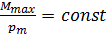 M_max / p_m = const